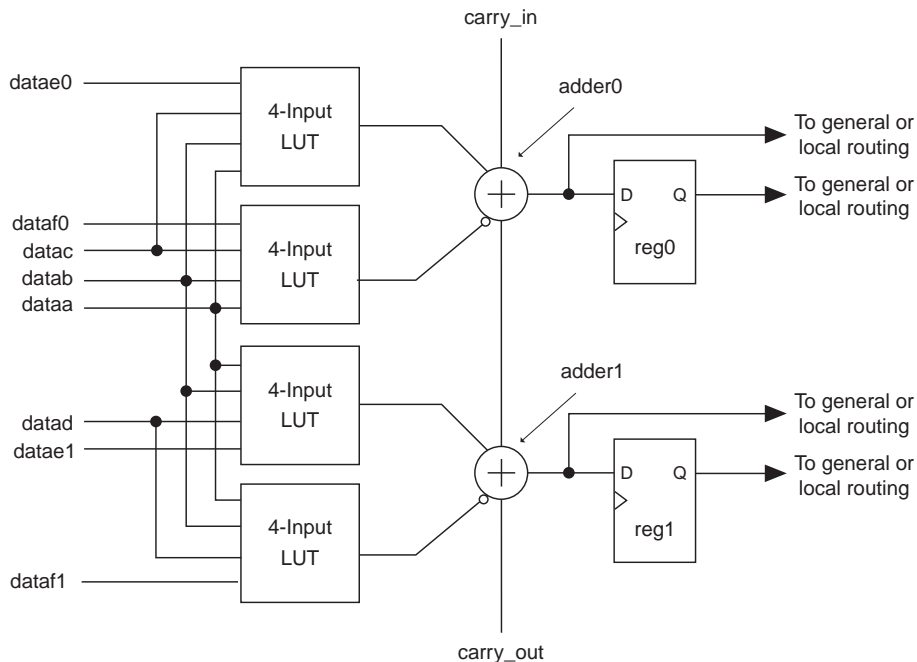 carry_in
datae0
4-Input
LUT
adder0
To general or
local routing
To general or
local routing
D
Q
reg0
dataf0
datac
datab
dataa
4-Input
LUT
4-Input
LUT
adder1
datad
datae1
To general or
local routing
To general or
local routing
D
Q
reg1
4-Input
LUT
dataf1
carry_out